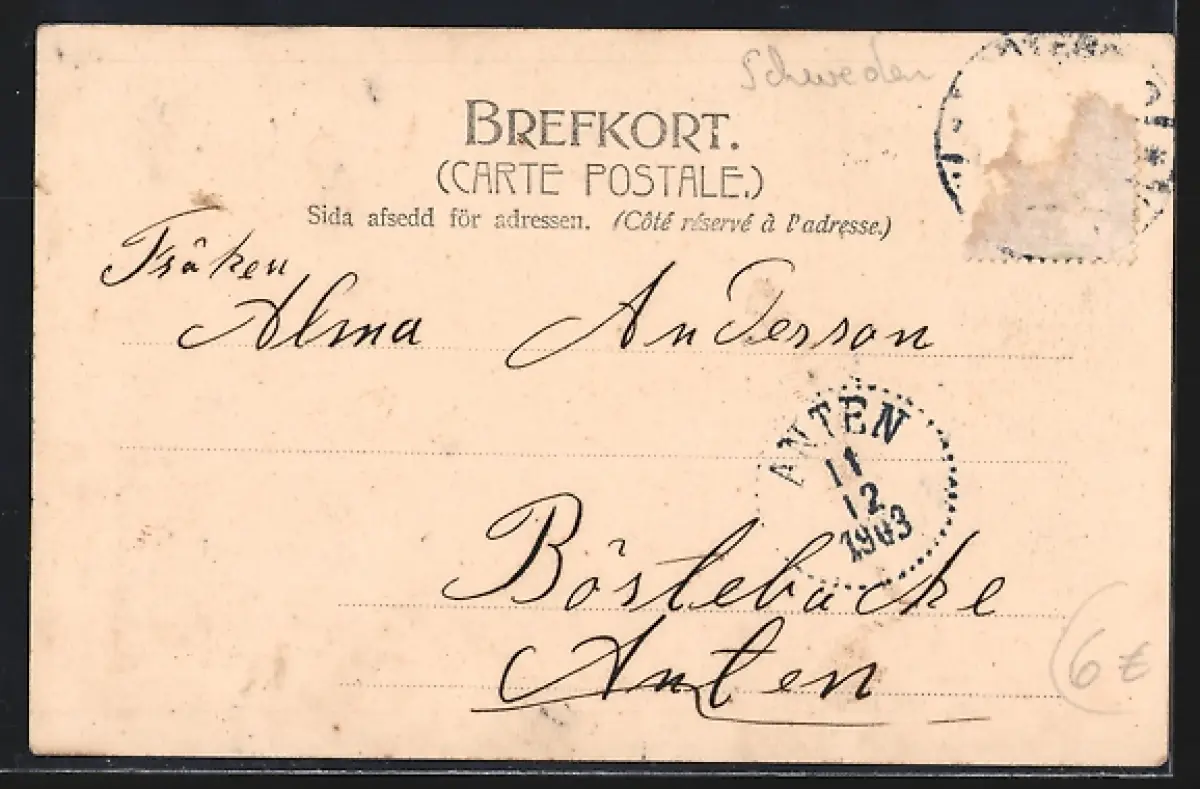 Schweden
BREFKORT.
(CARTE POSTALE.)
Sida afsedd för adressen. (Côté réservé à l'adresse.)
Fröken
Alma Anderson
ANTEN
11
12
1903
Böstebacke
Anten
6 €